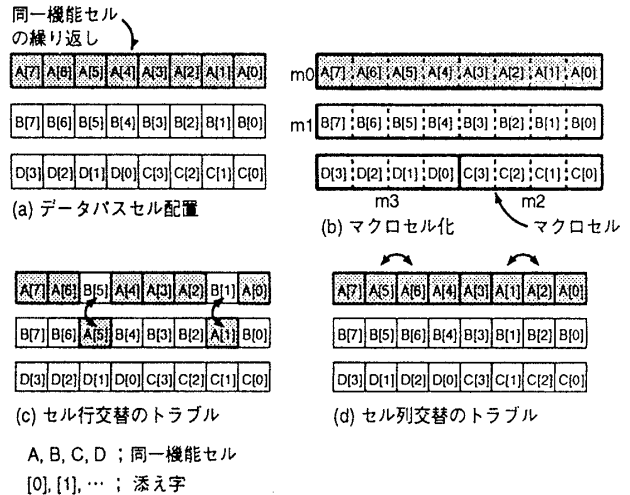 同一機能セル
の繰り返し
A[7] A[6] A[5] A[4] A[3] A[2] A[1] A[0]
B[7] B[6] B[5] B[4] B[3] B[2] B[1] B[0]
D[3] D[2] D[1] D[0] C[3] C[2] C[1] C[0]
(a) データパスセル配置
m0 A[7] A[6] A[5] A[4] A[3] A[2] A[1] A[0]
m1 B[7] B[6] B[5] B[4] B[3] B[2] B[1] B[0]
D[3] D[2] D[1] D[0] C[3] C[2] C[1] C[0]
m3 m2
(b) マクロセル化 マクロセル
A[7] A[6] B[5] A[4] A[3] A[2] B[1] A[0]
B[7] B[6] A[5] B[4] B[3] B[2] A[1] B[0]
D[3] D[2] D[1] D[0] C[3] C[2] C[1] C[0]
(c) セル行交替のトラブル
A[7] A[5] A[6] A[4] A[3] A[1] A[2] A[0]
B[7] B[5] B[6] B[4] B[3] B[1] B[2] B[0]
D[3] D[1] D[2] D[0] C[3] C[1] C[2] C[0]
(d) セル列交替のトラブル
A, B, C, D ; 同一機能セル
[0], [1], … ; 添え字